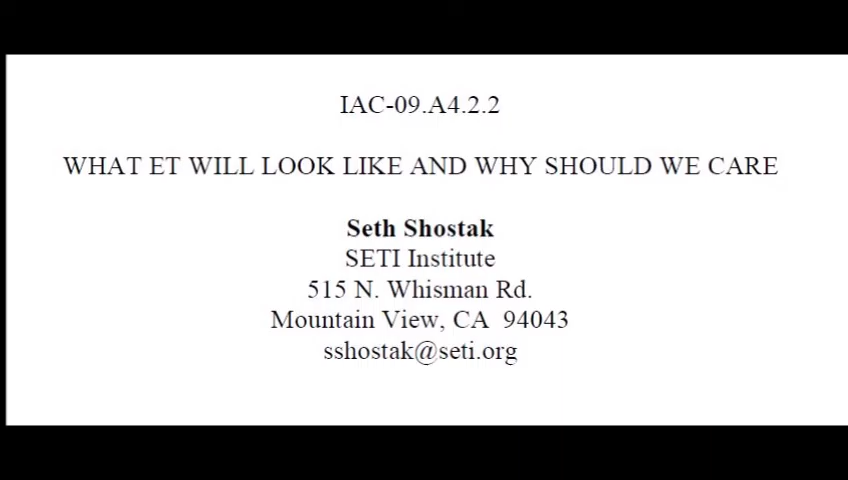 IAC-09.A4.2.2
WHAT ET WILL LOOK LIKE AND WHY SHOULD WE CARE
Seth Shostak
SETI Institute
515 N. Whisman Rd.
Mountain View, CA 94043
sshostak@seti.org